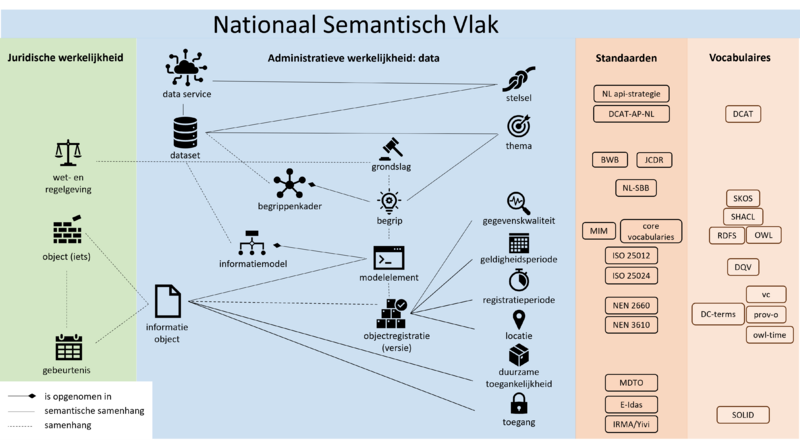 Nationaal Semantisch Vlak
Juridische werkelijkheid
Administratieve werkelijkheid: data
Standaarden
Vocabulaires
data service
stelsel
NL api-strategie
DCAT-AP-NL
DCAT
dataset
thema
wet- en
regelgeving
grondslag
BWB
JCDR
begrippenkader
begrip
NL-SBB
SKOS
SHACL
gegevenskwaliteit
MIM
core
vocabularies
RDFS
OWL
object (iets)
informatiemodel
modelelement
geldigheidsperiode
ISO 25012
ISO 25024
DQV
registratieperiode
informatie
object
objectregistratie
(versie)
locatie
NEN 2660
NEN 3610
DC-terms
vc
prov-o
owl-time
gebeurtenis
duurzame
toegankelijkheid
MDTO
toegang
E-Idas
IRMA/Yivi
SOLID
is opgenomen in
semantische samenhang
samenhang